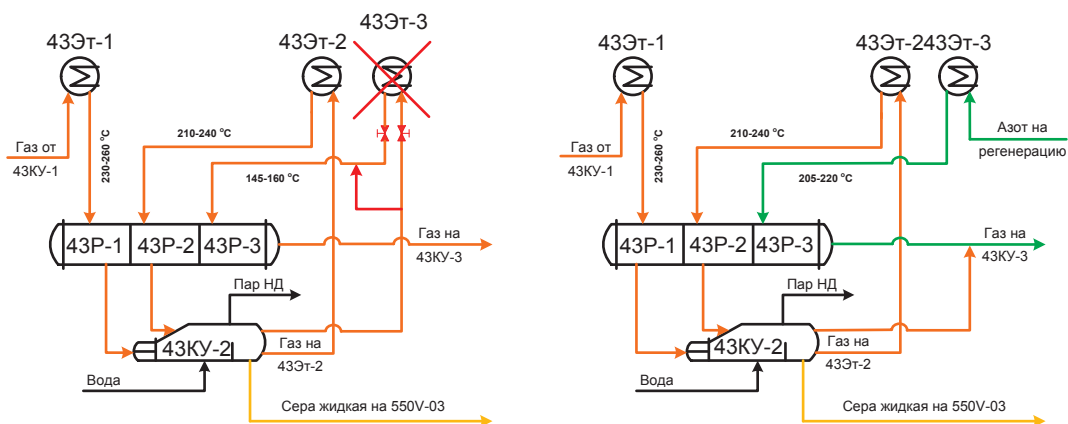 43Эт-1
43Эт-2
43Эт-3
Газ от
43КУ-1
230-260 °С
210-240 °С
145-160 °С
43Р-1
43Р-2
43Р-3
Газ на
43КУ-3
Пар НД
43КУ-2
Газ на
43Эт-2
Вода
Сера жидкая на 550V-03
43Эт-1
43Эт-2
43Эт-3
Газ от
43КУ-1
230-260 °С
210-240 °С
Азот на
регенерацию
205-220 °С
43Р-1
43Р-2
43Р-3
Газ на
43КУ-3
Пар НД
43КУ-2
Газ на
43Эт-2
Вода
Сера жидкая на 550V-03